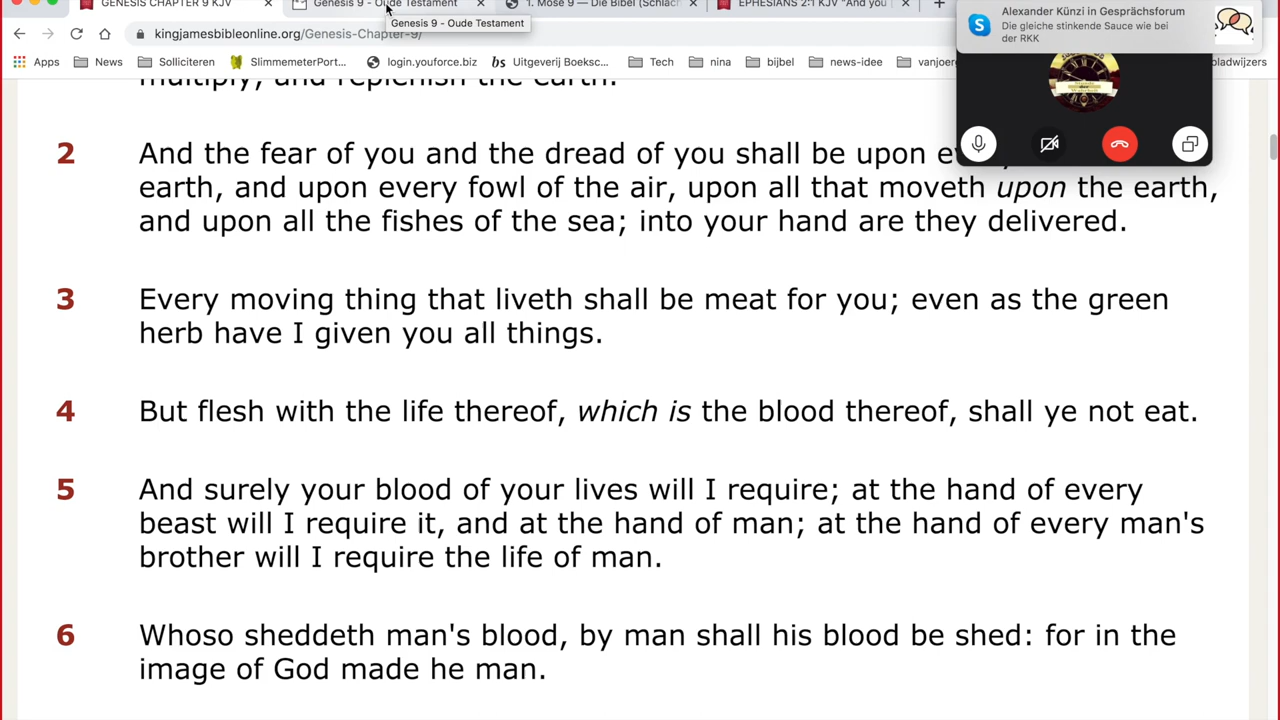 GENESIS CHAPTER 9 KJV
Genesis 9 - Oude Testament
1. Mose 9 — Die Bibel (Schlach
EPHESIANS 2:1 KJV "And you (
Genesis 9 - Oude Testament
kingjamesbibleonline.org/Genesis-Chapter-9/
Alexander Künzi in Gesprächsforum
Die gleiche stinkende Sauce wie bei
der RKK
Apps News Solliciteren SlimmemeterPort... login.youforce.biz bs Uitgeverij Boeksc... Tech nina bijbel news-idee vanjoerg bladwijzers
multiply, and replenish the earth.
2 And the fear of you and the dread of you shall be upon
earth, and upon every fowl of the air, upon all that moveth upon the earth,
and upon all the fishes of the sea; into your hand are they delivered.
3 Every moving thing that liveth shall be meat for you; even as the green
herb have I given you all things.
4 But flesh with the life thereof, which is the blood thereof, shall ye not eat.
5 And surely your blood of your lives will I require; at the hand of every
beast will I require it, and at the hand of man; at the hand of every man's
brother will I require the life of man.
6 Whoso sheddeth man's blood, by man shall his blood be shed: for in the
image of God made he man.